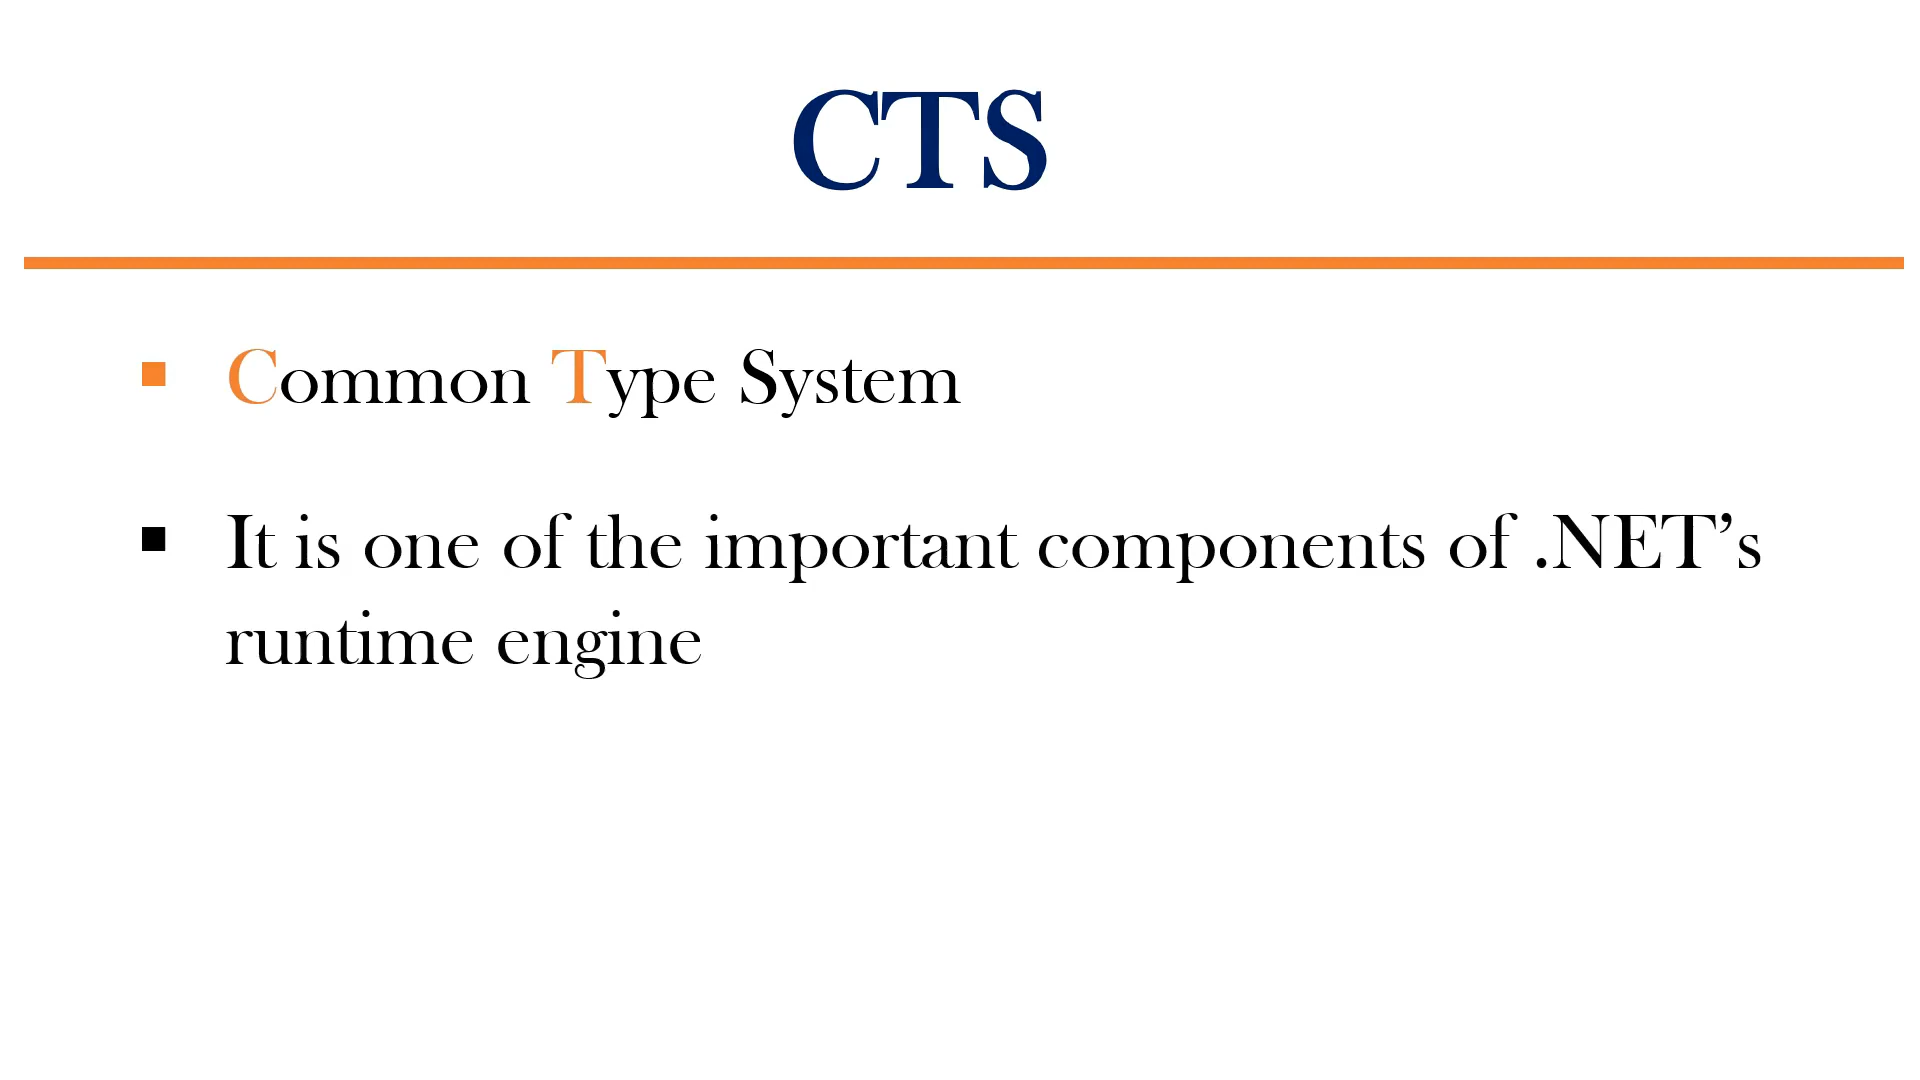 CTS
▪ Common Type System
▪ It is one of the important components of .NET’s
runtime engine